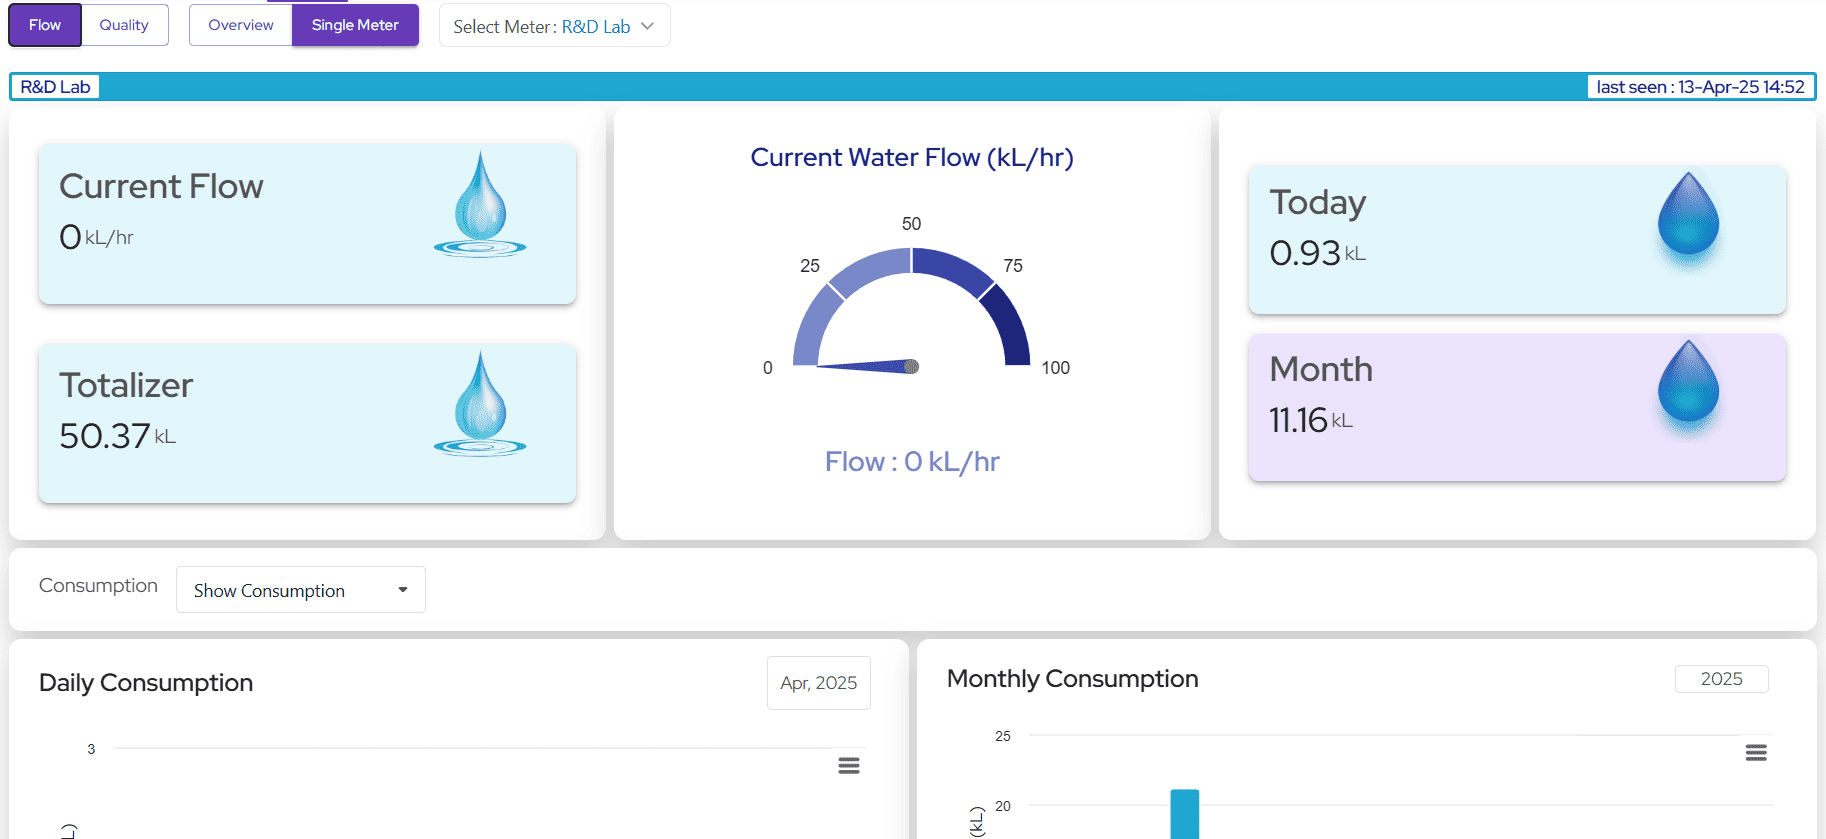 Flow Quality Overview Single Meter Select Meter: R&D Lab
R&D Lab last seen : 13-Apr-25 14:52
Current Flow
0 kL/hr
Totalizer
50.37 kL
Current Water Flow (kL/hr)
50
25 75
0 100
Flow : 0 kL/hr
Today
0.93 kL
Month
11.16 kL
Consumption Show Consumption
Daily Consumption Apr, 2025
3
Monthly Consumption 2025
25
20
(kL)